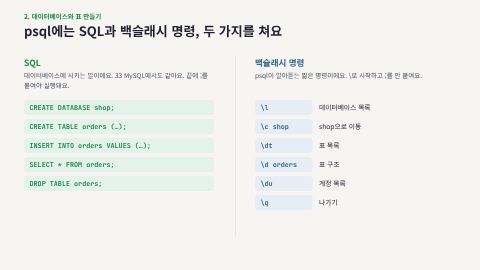 2. 데이터베이스와 표 만들기
psql에는 SQL과 백슬래시 명령, 두 가지를 쳐요
SQL
데이터베이스에 시키는 말이에요. 33 MySQL에서도 같아요. 끝에 ;를
붙여야 실행돼요.
CREATE DATABASE shop;
CREATE TABLE orders (…);
INSERT INTO orders VALUES (…);
SELECT * FROM orders;
DROP TABLE orders;
백슬래시 명령
psql이 알아듣는 짧은 명령이에요. \로 시작하고 ;를 안 붙여요.
\l 데이터베이스 목록
\c shop shop으로 이동
\dt 표 목록
\d orders 표 구조
\du 계정 목록
\q 나가기